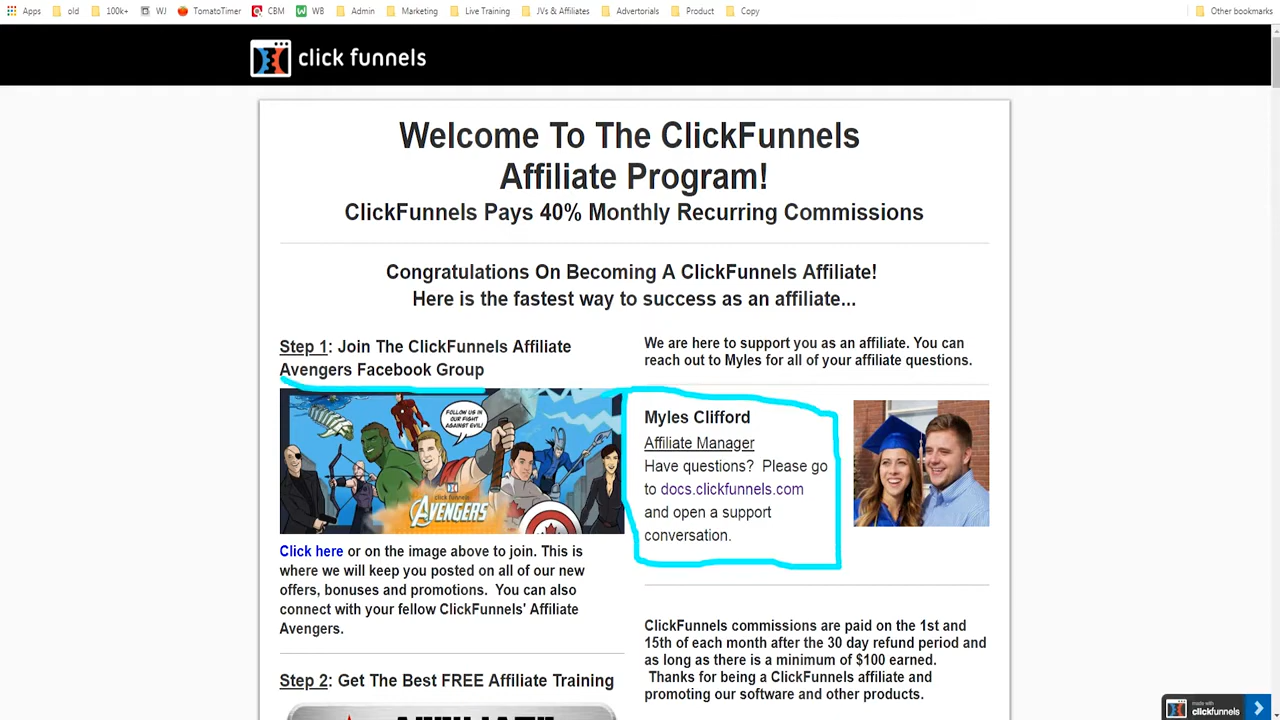 Apps old 100k+ WJ TomatoTimer CBM WB Admin Marketing Live Training JVs & Affiliates Advertorials Product Copy Other bookmarks
click funnels
Welcome To The ClickFunnels
Affiliate Program!
ClickFunnels Pays 40% Monthly Recurring Commissions
Congratulations On Becoming A ClickFunnels Affiliate!
Here is the fastest way to success as an affiliate...
Step 1: Join The ClickFunnels Affiliate
Avengers Facebook Group
FOLLOW US IN
OUR FIGHT
AGAINST EVIL!
click funnels
AVENGERS
Click here or on the image above to join. This is
where we will keep you posted on all of our new
offers, bonuses and promotions. You can also
connect with your fellow ClickFunnels' Affiliate
Avengers.
Step 2: Get The Best FREE Affiliate Training
We are here to support you as an affiliate. You can
reach out to Myles for all of your affiliate questions.
Myles Clifford
Affiliate Manager
Have questions? Please go
to docs.clickfunnels.com
and open a support
conversation.
ClickFunnels commissions are paid on the 1st and
15th of each month after the 30 day refund period and
as long as there is a minimum of $100 earned.
Thanks for being a ClickFunnels affiliate and
promoting our software and other products.
made with
clickfunnels